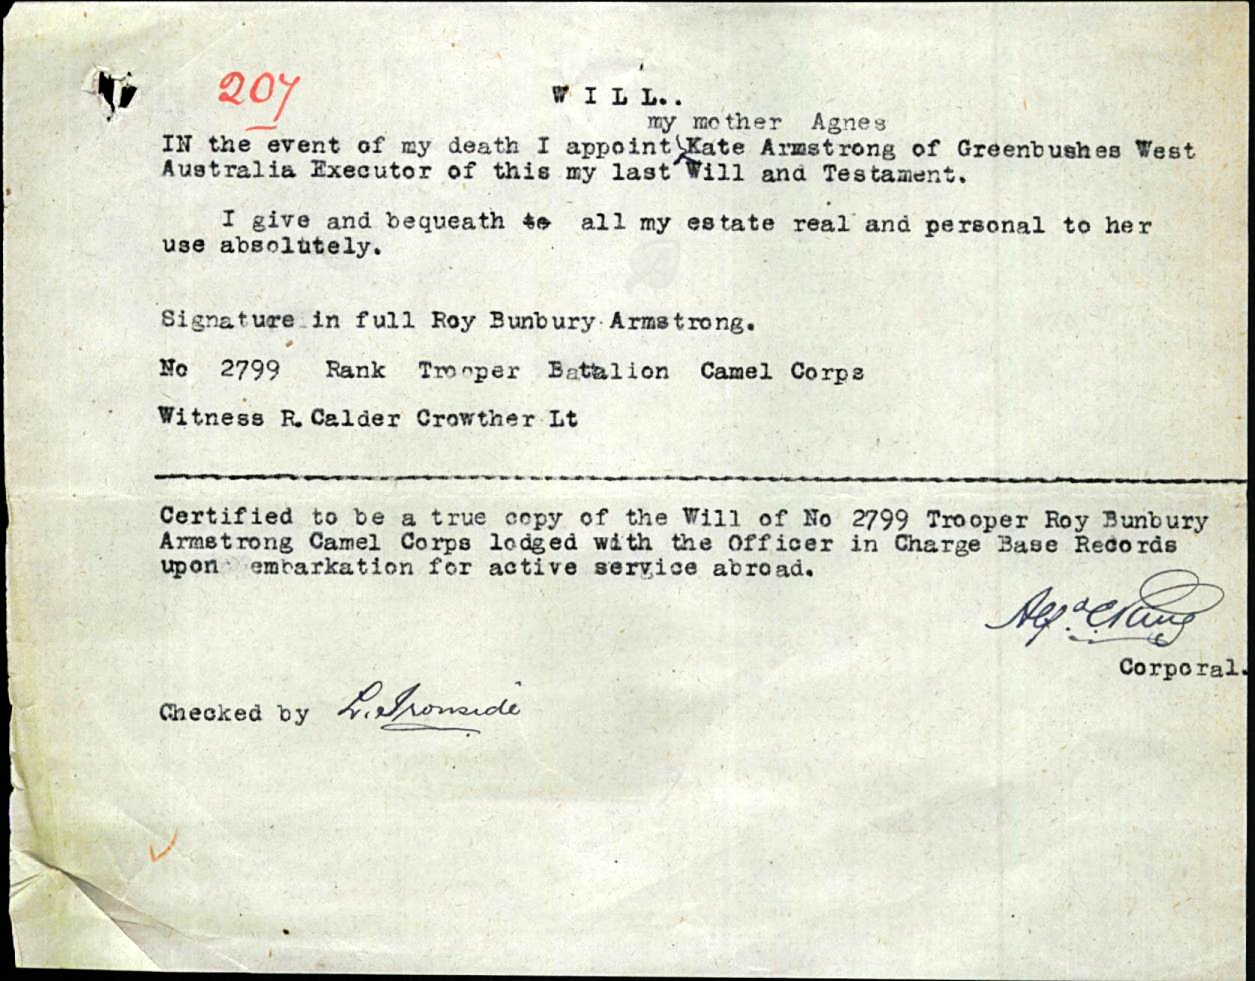 207
W I L L..
my mother Agnes
IN the event of my death I appoint Kate Armstrong of Greenbushes West
Australia Executor of this my last Will and Testament.
I give and bequeath to all my estate real and personal to her
use absolutely.
Signature in full Roy Bunbury Armstrong.
No 2799 Rank Trooper Battalion Camel Corps
Witness R. Calder Crowther Lt
Certified to be a true copy of the Will of No 2799 Trooper Roy Bunbury
Armstrong Camel Corps lodged with the Officer in Charge Base Records
upon embarkation for active service abroad.
Corporal.
Checked by L. Ironside